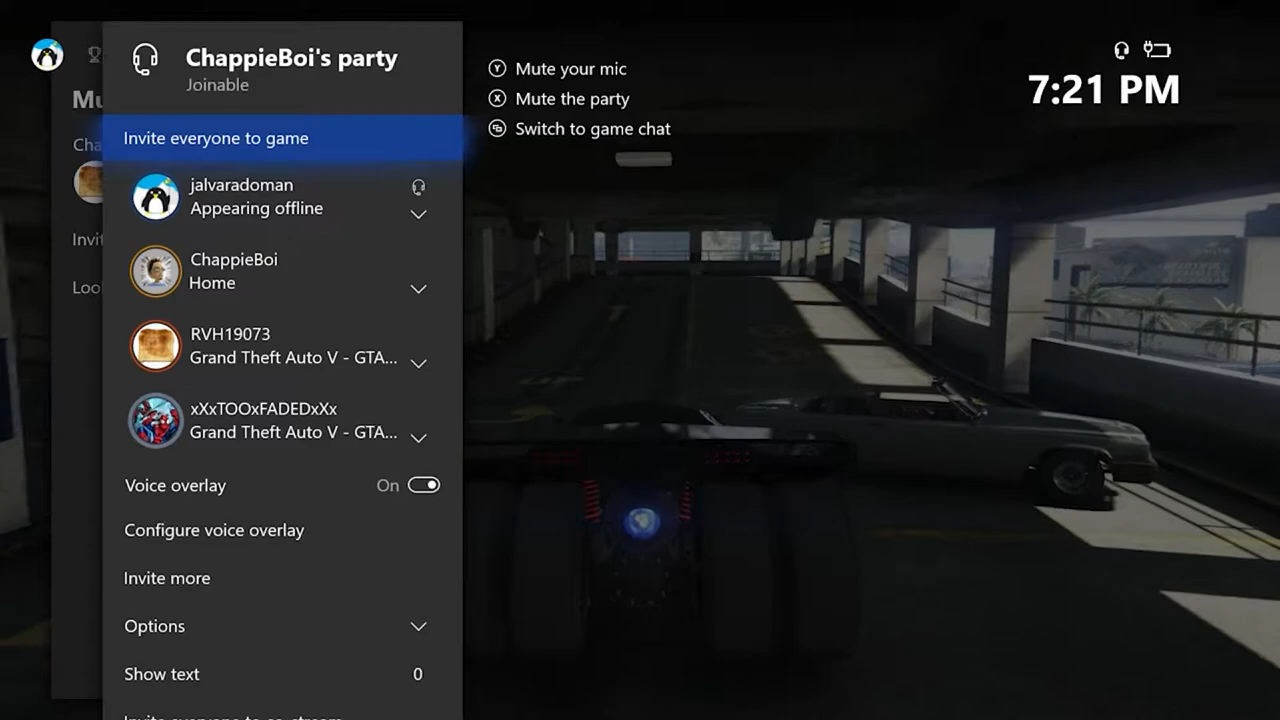 ChappieBoi's party
Joinable
Invite everyone to game
jalvaradoman
Appearing offline
ChappieBoi
Home
RVH19073
Grand Theft Auto V - GTA...
xXxTOOxFADEDxXx
Grand Theft Auto V - GTA...
Voice overlay On
Configure voice overlay
Invite more
Options
Show text 0
Y Mute your mic
X Mute the party
Switch to game chat
7:21 PM